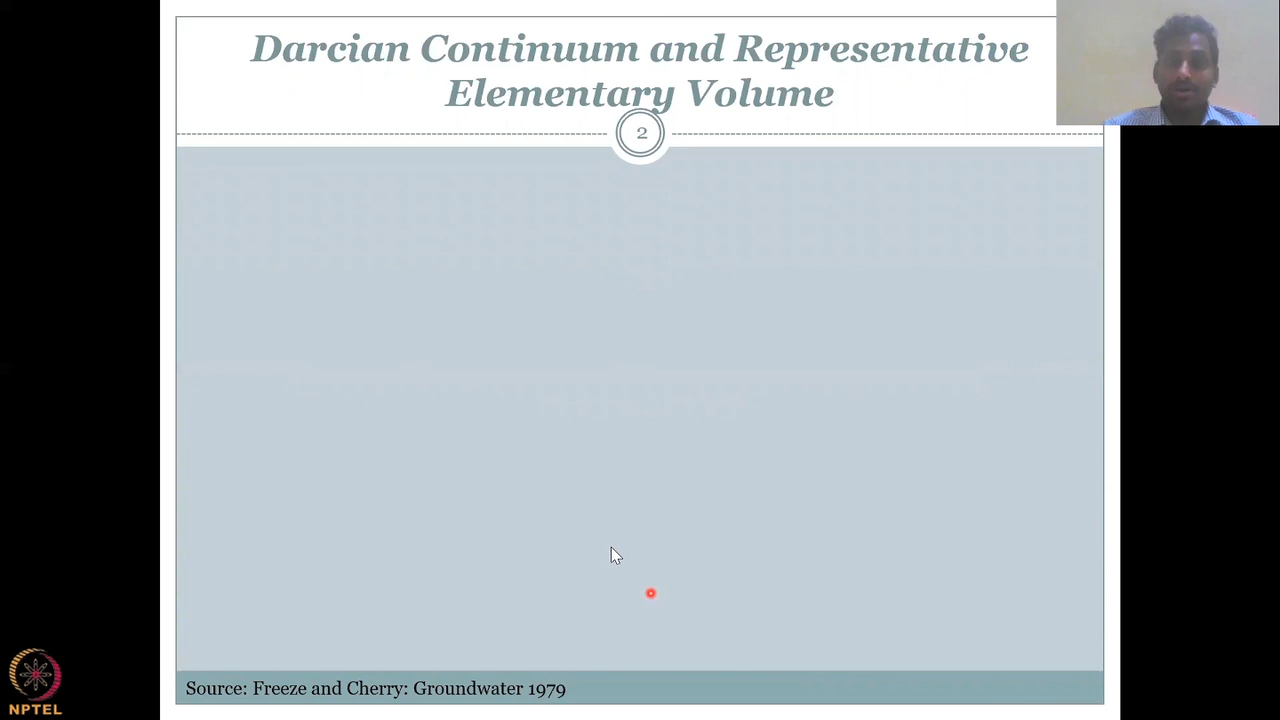 Darcian Continuum and Representative
Elementary Volume
2
Source: Freeze and Cherry: Groundwater 1979
NPTEL